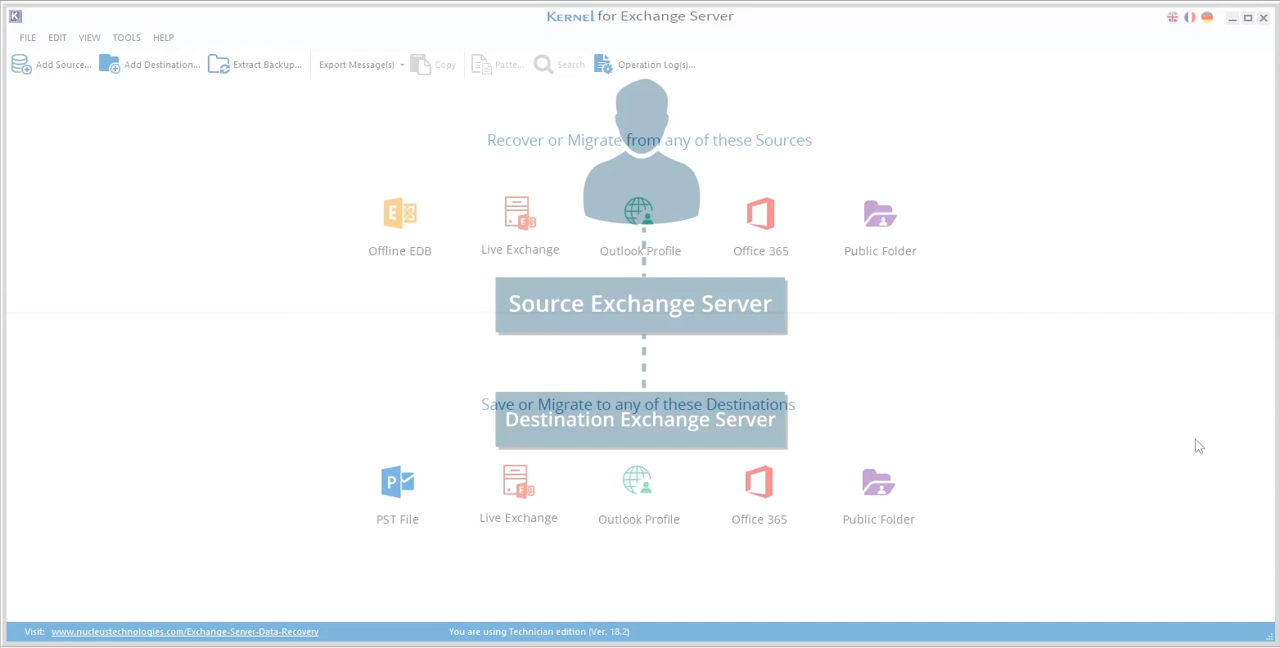 KERNEL for Exchange Server
FILE EDIT VIEW TOOLS HELP
Add Source... Add Destination... Extract Backup... Export Message(s) Copy Paste... Search Operation Log(s)...
Recover or Migrate from any of these Sources
Offline EDB Live Exchange Outlook Profile Office 365 Public Folder
Source Exchange Server
Save or Migrate to any of these Destinations
Destination Exchange Server
PST File Live Exchange Outlook Profile Office 365 Public Folder
Visit: www.nucleustechnologies.com/Exchange-Server-Data-Recovery You are using Technician edition (Ver. 18.2)